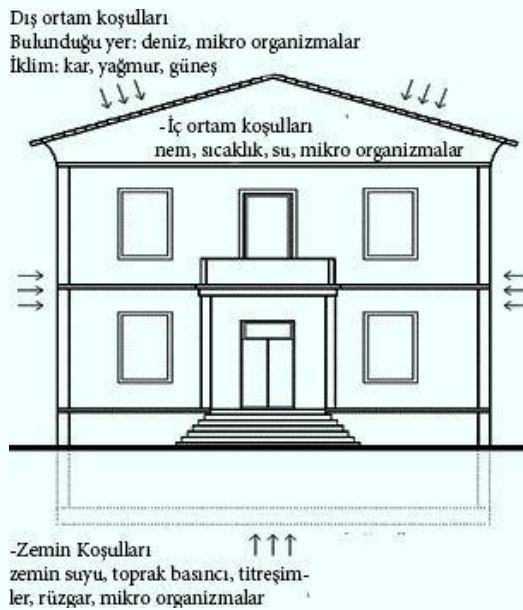 Dış ortam koşulları
Bulunduğu yer: deniz, mikro organizmalar
İklim: kar, yağmur, güneş
-İç ortam koşulları
nem, sıcaklık, su, mikro organizmalar
-Zemin Koşulları
zemin suyu, toprak basıncı, titreşim-
ler, rüzgar, mikro organizmalar